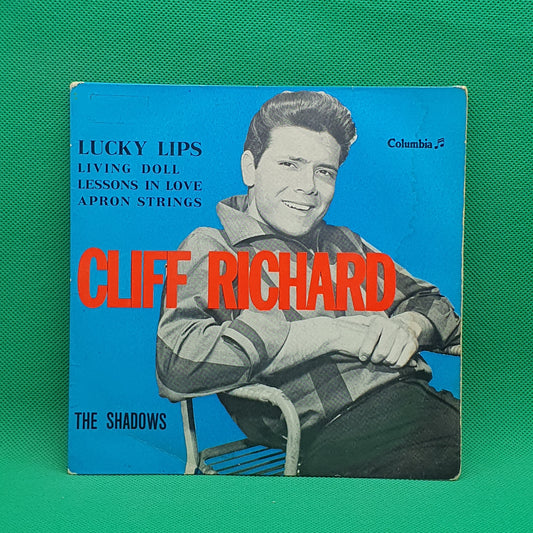 LUCKY LIPS
LIVING DOLL
LESSONS IN LOVE
APRON STRINGS
Columbia
CLIFF RICHARD
THE SHADOWS